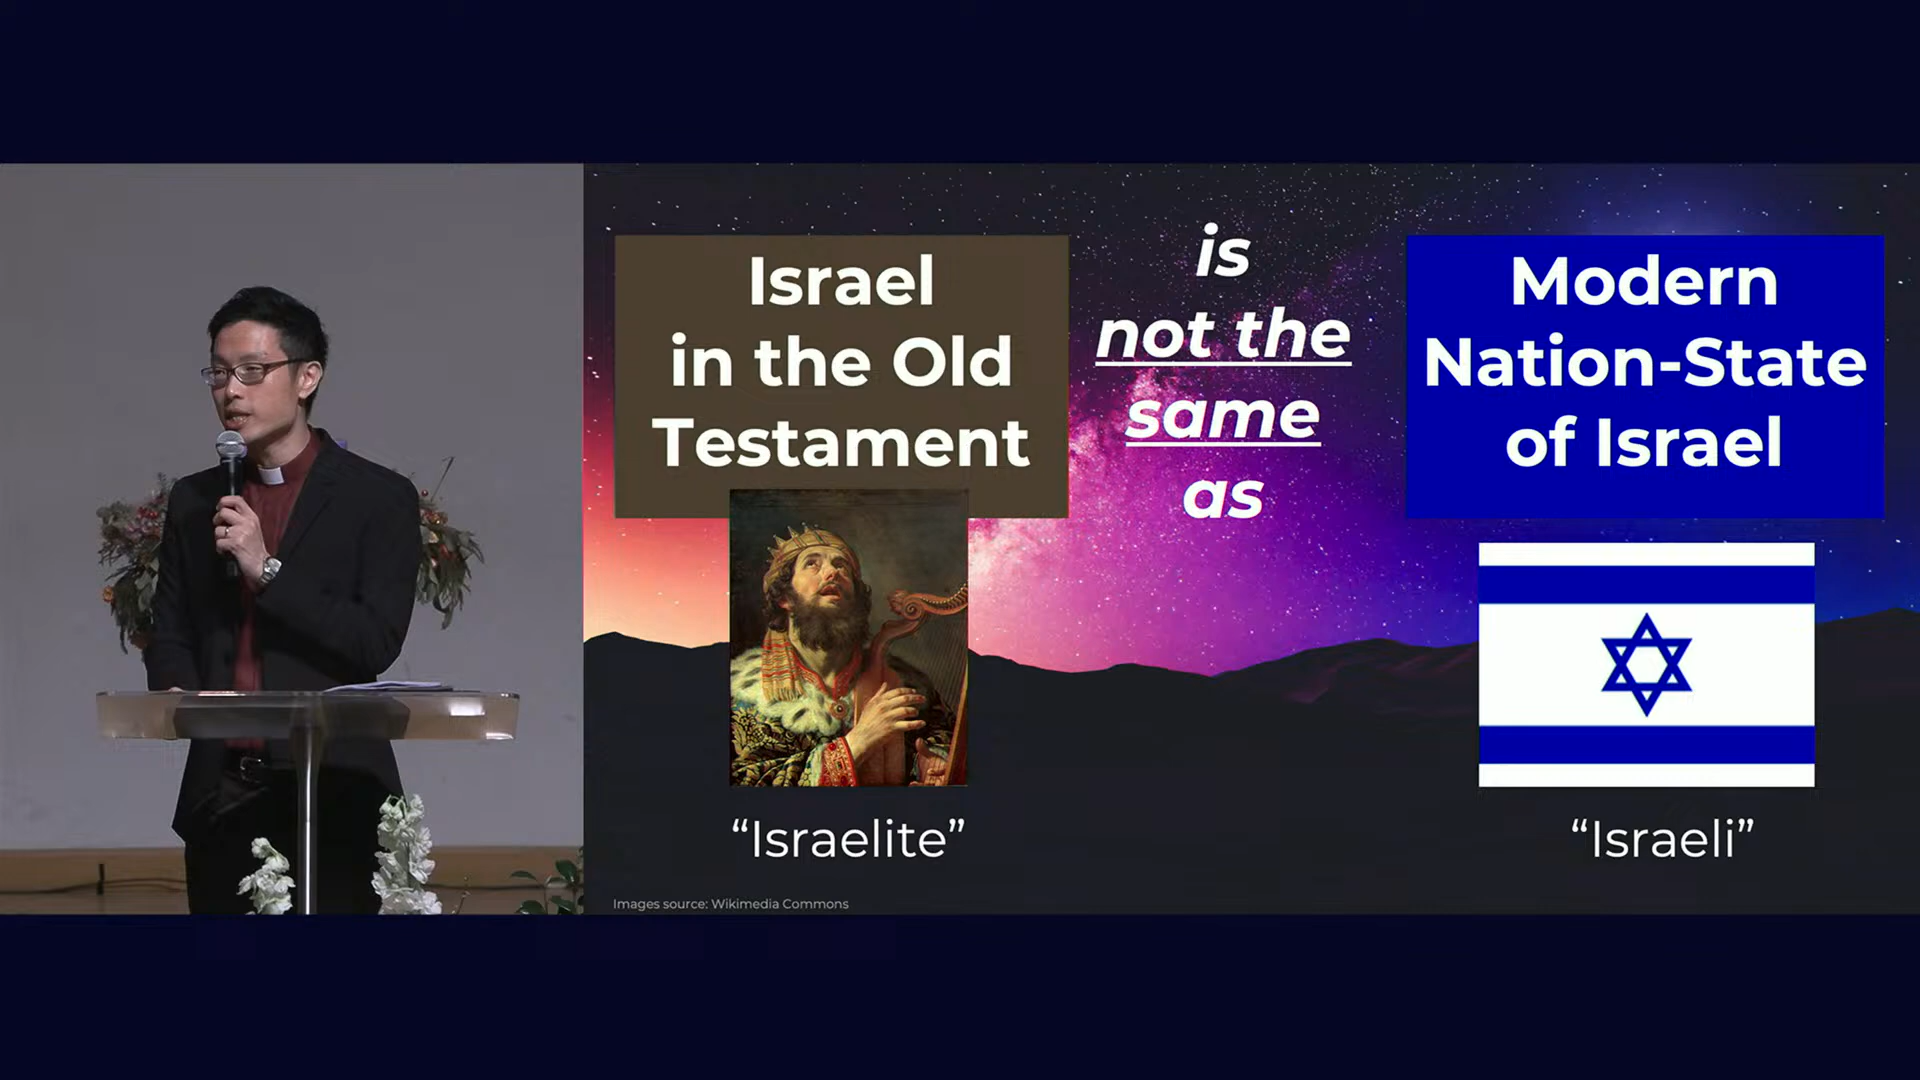 Israel
in the Old
Testament
is
not the
same
as
Modern
Nation-State
of Israel
“Israelite”
“Israeli”
Images source: Wikimedia Commons